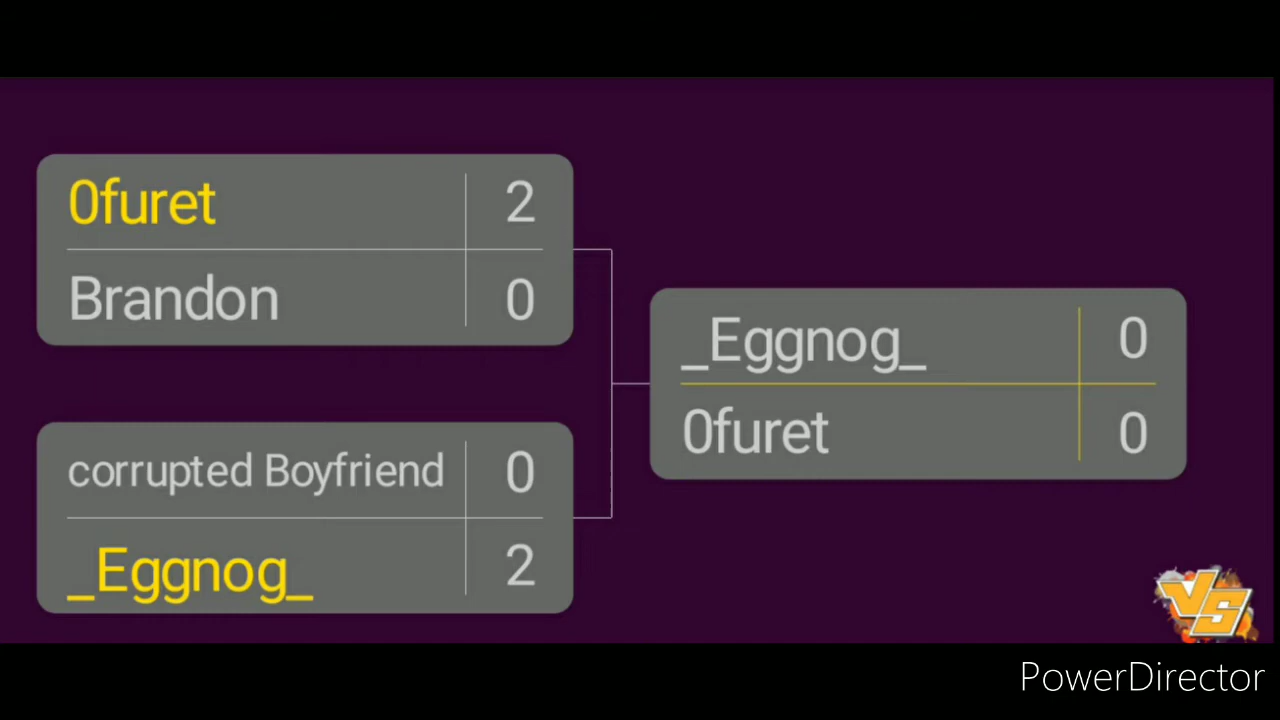 0furet 2
Brandon 0
corrupted Boyfriend 0
_Eggnog_ 2
_Eggnog_ 0
0furet 0
VS
PowerDirector